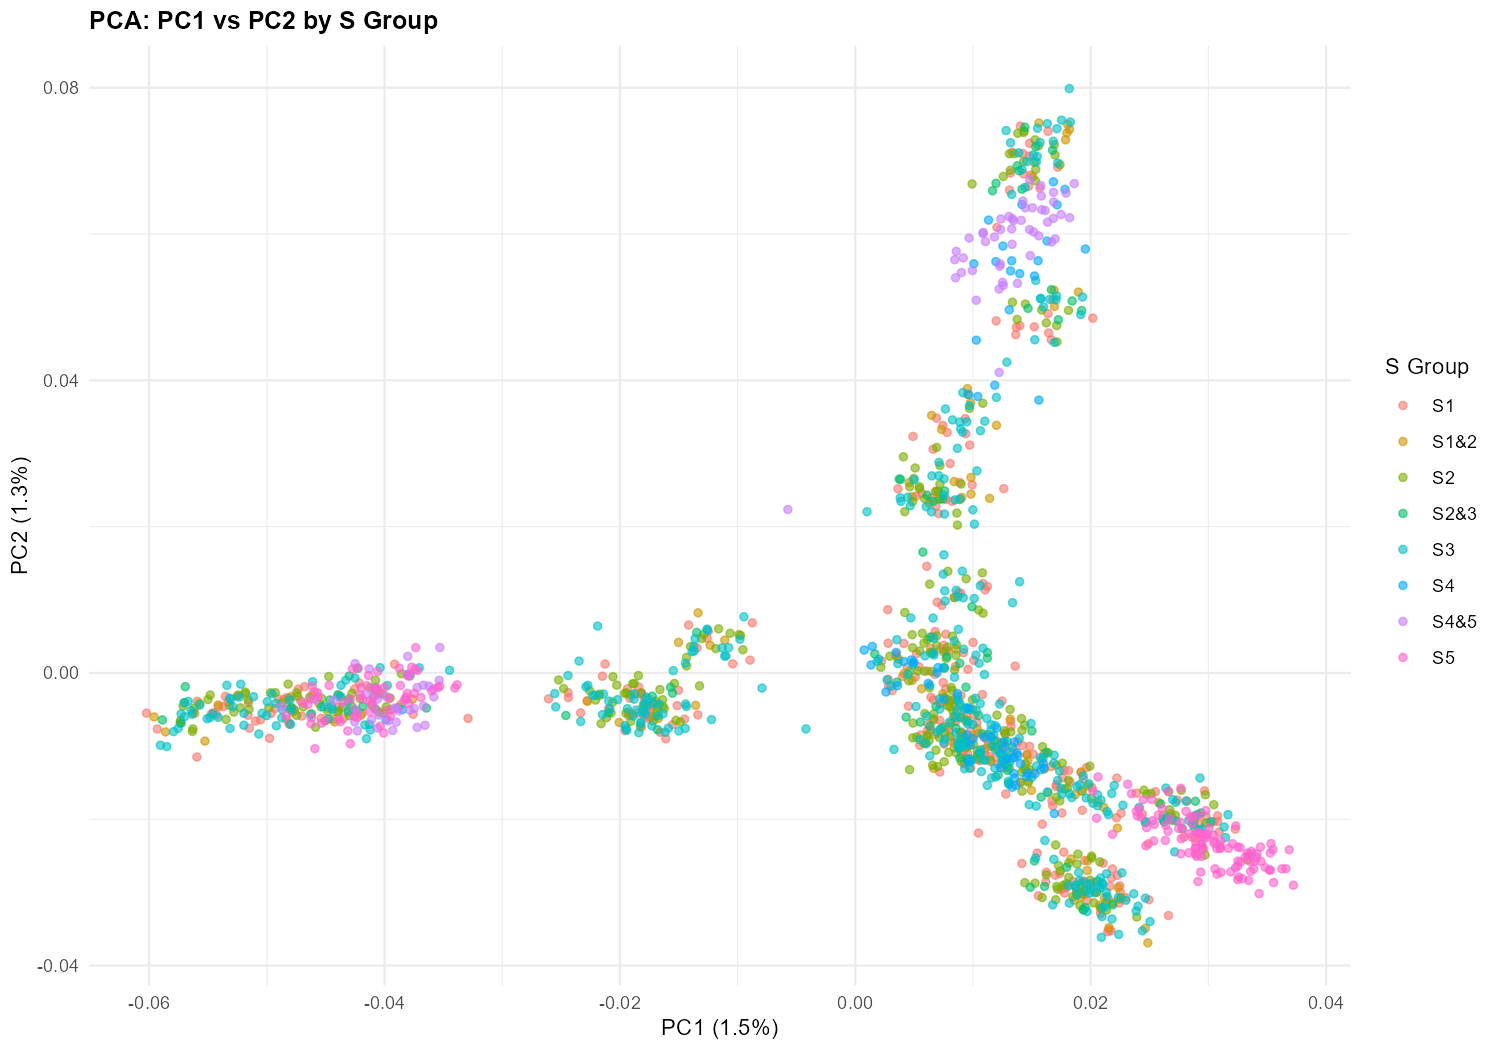 PCA: PC1 vs PC2 by S Group
0.08
0.04
0.00
-0.04
PC2 (1.3%)
-0.06
-0.04
-0.02
0.00
0.02
0.04
PC1 (1.5%)
S Group
S1
S1&2
S2
S2&3
S3
S4
S4&5
S5